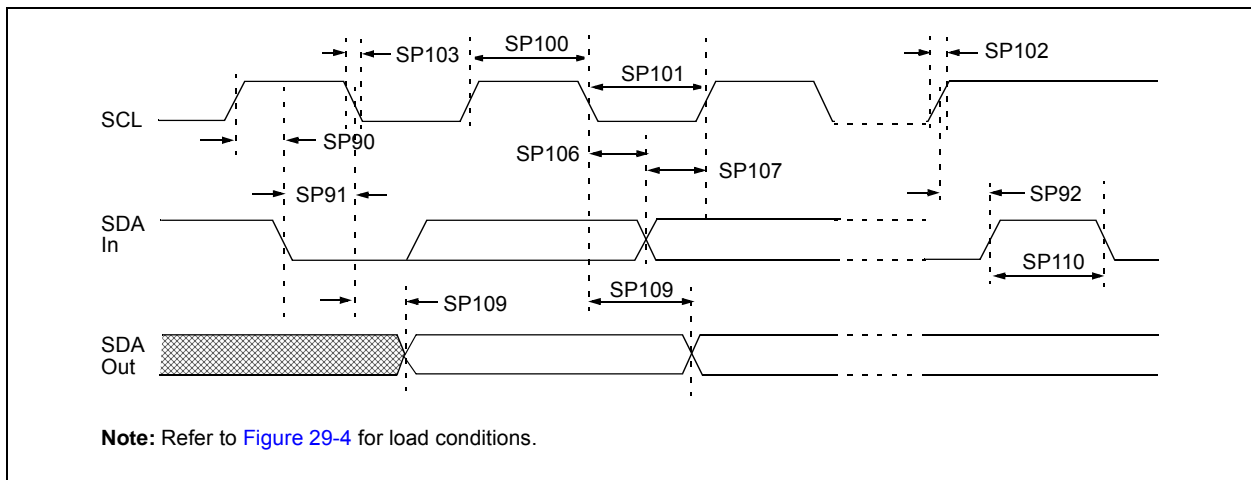 SP103
SP100
SP101
SP102
SCL
SP90
SP106
SP107
SP91
SP92
SDA
In
SP110
SP109
SP109
SDA
Out
Note: Refer to Figure 29-4 for load conditions.